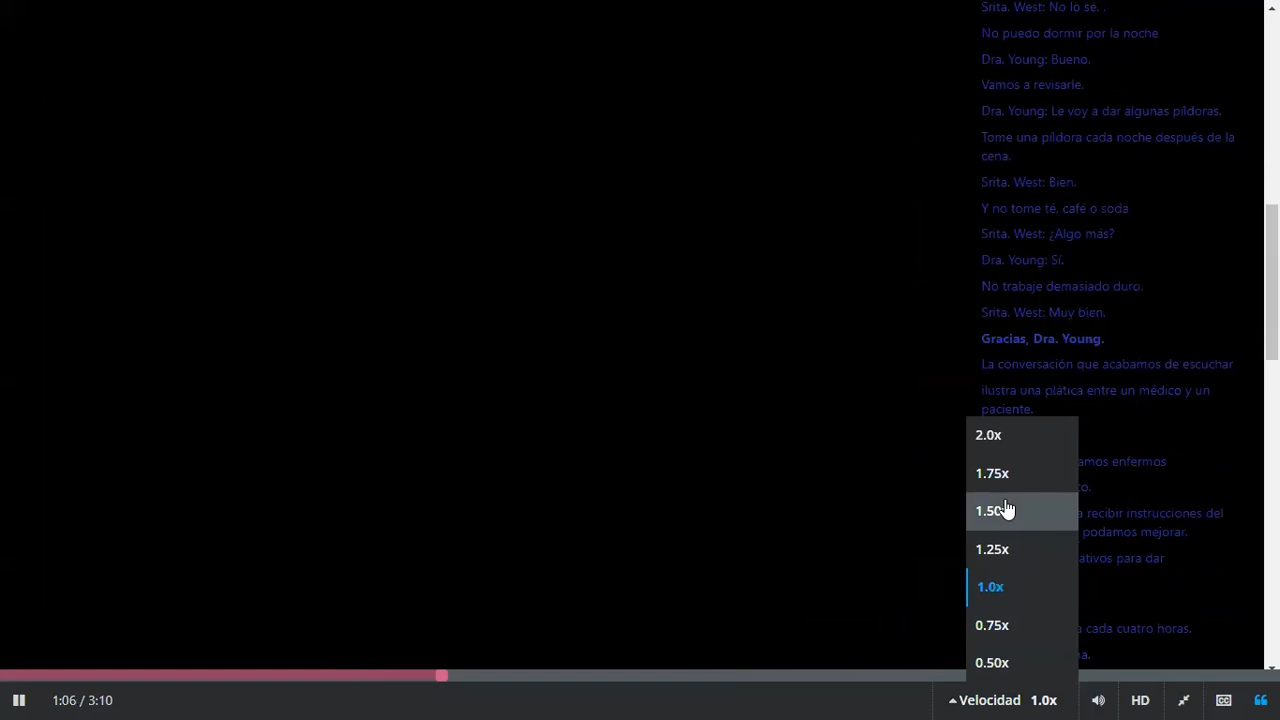 Srita. West: No lo sé. .
No puedo dormir por la noche
Dra. Young: Bueno.
Vamos a revisarle.
Dra. Young: Le voy a dar algunas píldoras.
Tome una píldora cada noche después de la
cena.
Srita. West: Bien.
Y no tome té, café o soda
Srita. West: ¿Algo más?
Dra. Young: Sí.
No trabaje demasiado duro.
Srita. West: Muy bien.
Gracias, Dra. Young.
La conversación que acabamos de escuchar
ilustra una plática entre un médico y un
paciente.
2.0x
amos enfermos
1.75x
to.
1.50
a recibir instrucciones del
podamos mejorar.
1.25x
ativos para dar
1.0x
0.75x
a cada cuatro horas.
0.50x
na.
1:06 / 3:10
Velocidad 1.0x
HD
CC